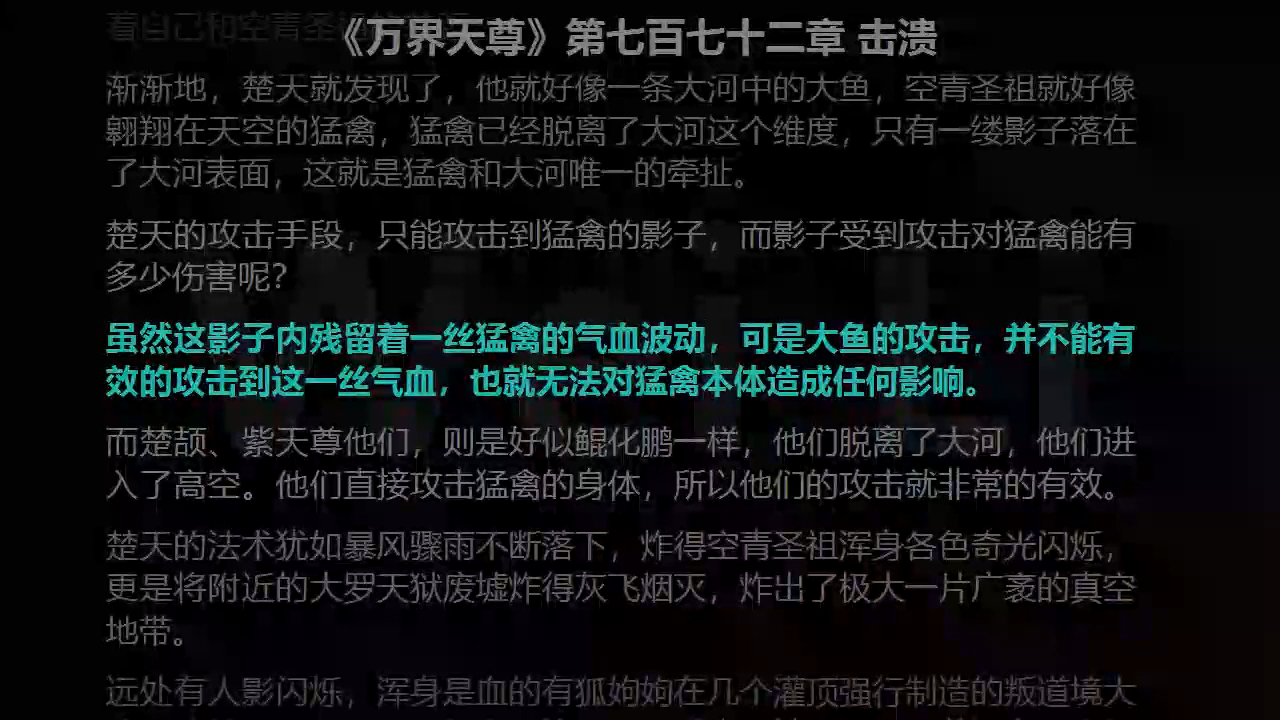 着自己和空青圣祖
《万界天尊》第七百七十二章 击溃
渐渐地，楚天就发现了，他就好像一条大河中的大鱼，空青圣祖就好像
翱翔在天空的猛禽，猛禽已经脱离了大河这个维度，只有一缕影子落在
了大河表面，这就是猛禽和大河唯一的牵扯。
楚天的攻击手段，只能攻击到猛禽的影子，而影子受到攻击对猛禽能有
多少伤害呢？
虽然这影子内残留着一丝猛禽的气血波动，可是大鱼的攻击，并不能有
效的攻击到这一丝气血，也就无法对猛禽本体造成任何影响。
而楚颉、紫天尊他们，则是好似鲲化鹏一样，他们脱离了大河，他们进
入了高空。他们直接攻击猛禽的身体，所以他们的攻击就非常的有效。
楚天的法术犹如暴风骤雨不断落下，炸得空青圣祖浑身各色奇光闪烁，
更是将附近的大罗天狱废墟炸得灰飞烟灭，炸出了极大一片广袤的真空
地带。
远处有人影闪烁，浑身是血的有狐姁姁在几个灌顶强行制造的叛道境大